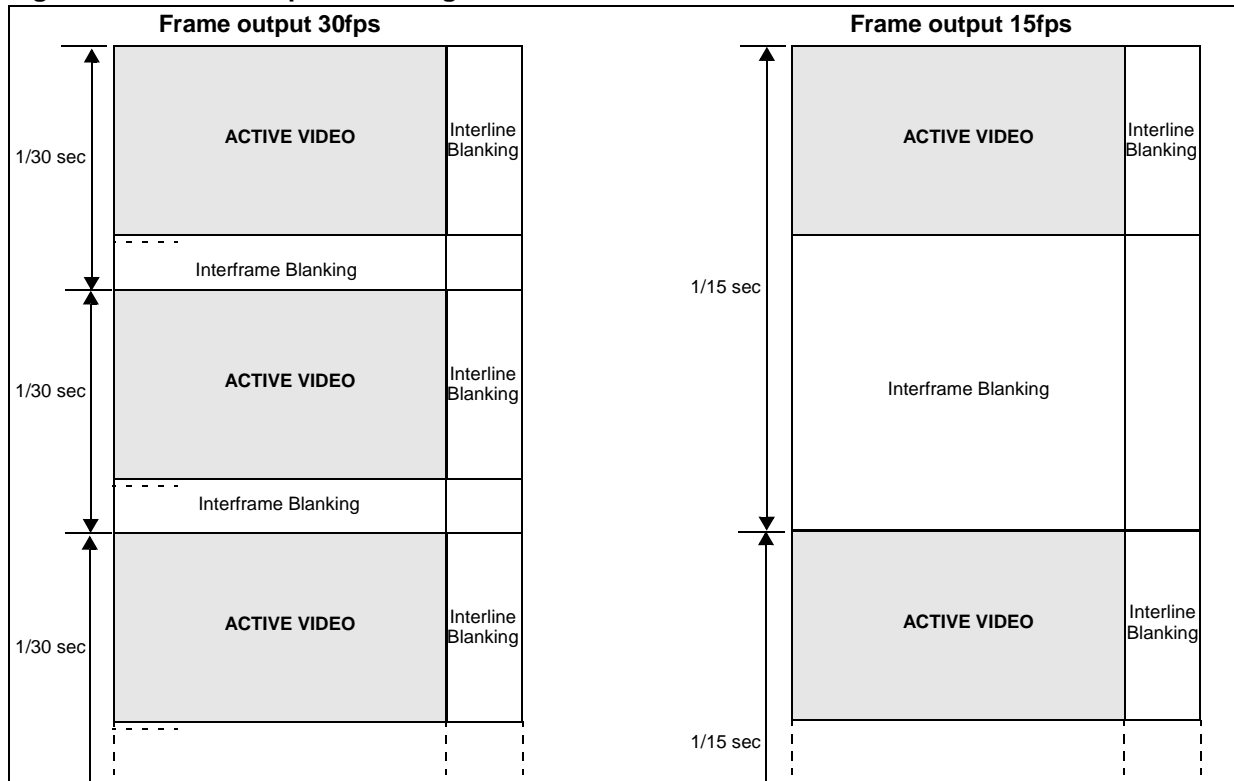 Frame output 30fps
1/30 sec
ACTIVE VIDEO
Interline
Blanking
Interframe Blanking
1/30 sec
ACTIVE VIDEO
Interline
Blanking
Interframe Blanking
1/30 sec
ACTIVE VIDEO
Interline
Blanking
Frame output 15fps
1/15 sec
ACTIVE VIDEO
Interline
Blanking
Interframe Blanking
1/15 sec
ACTIVE VIDEO
Interline
Blanking